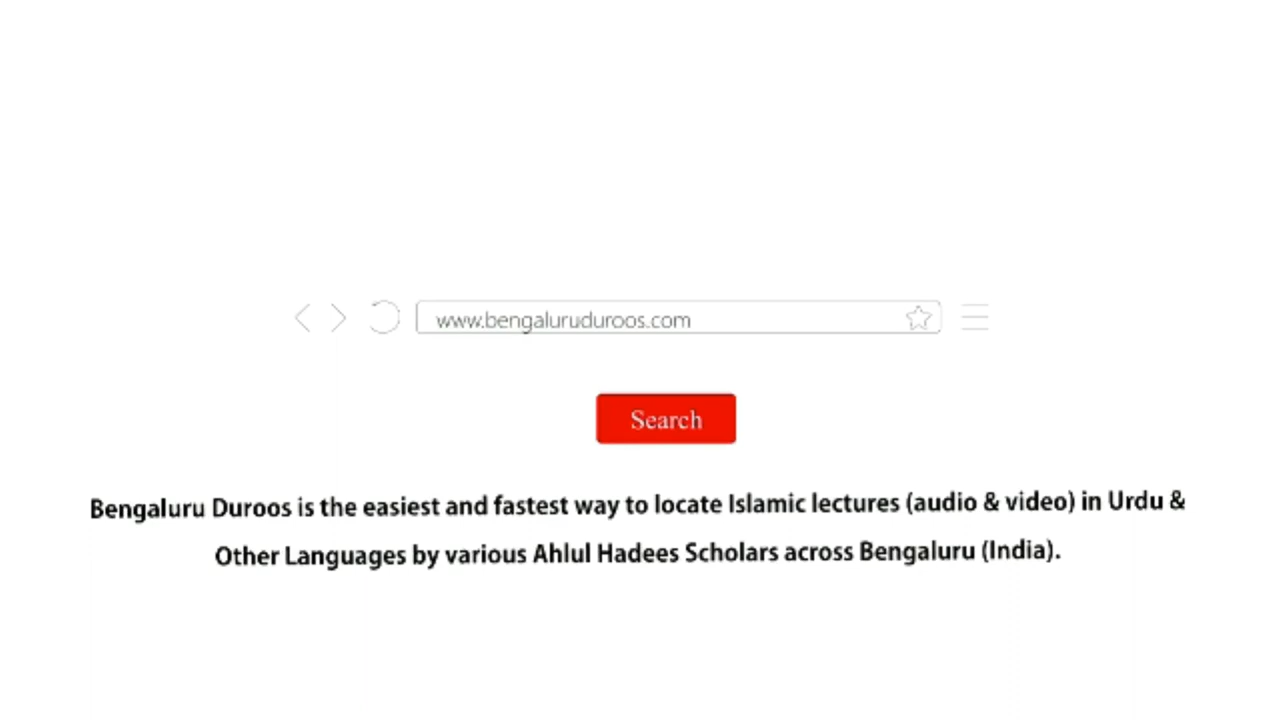 www.bengaluruduroos.com
Search
Bengaluru Duroos is the easiest and fastest way to locate Islamic lectures (audio & video) in Urdu &
Other Languages by various Ahlul Hadees Scholars across Bengaluru (India).